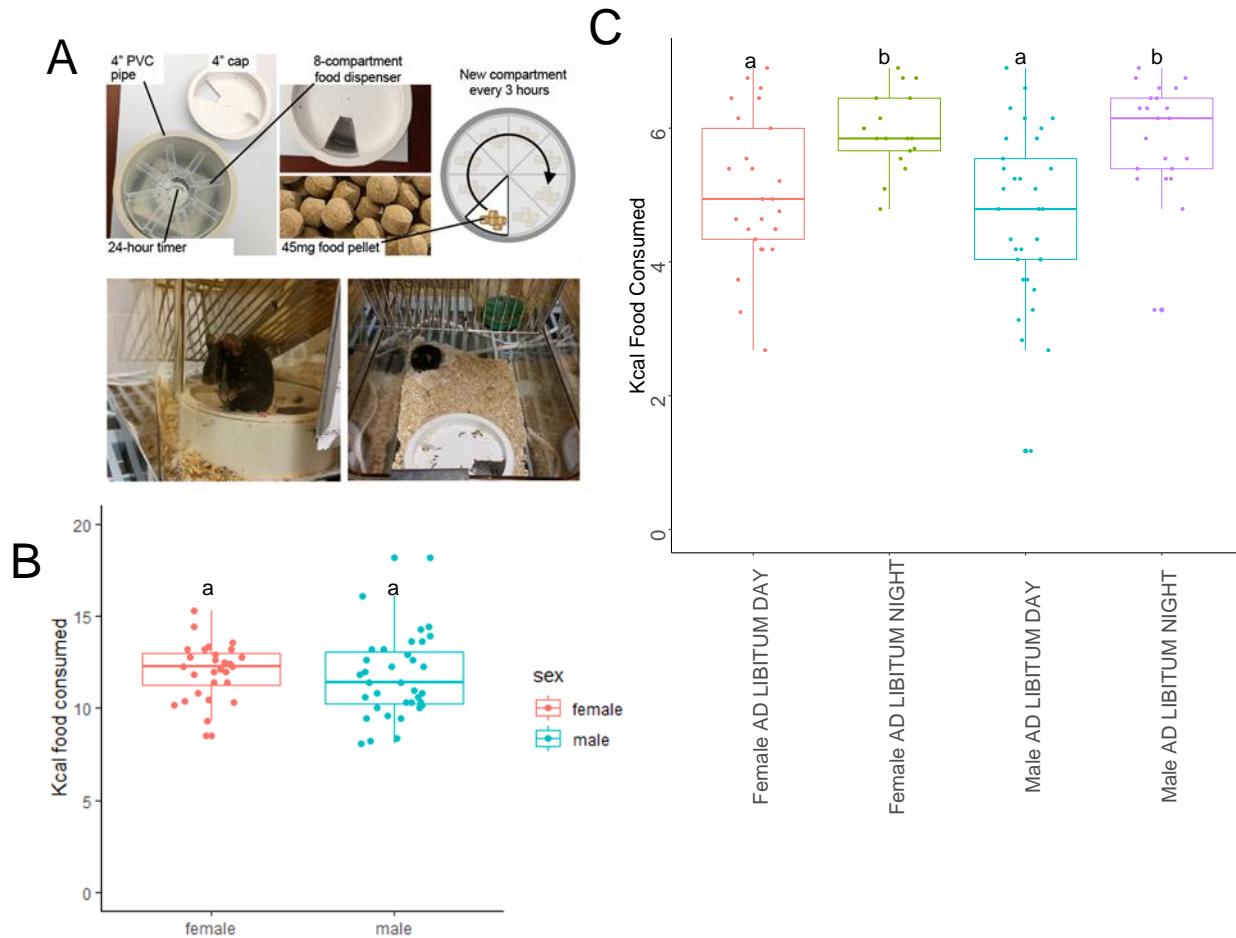 A
4” PVC
pipe
4” cap
8-compartment
food dispenser
New compartment
every 3 hours
24-hour timer
45mg food pellet
B
Kcal food consumed
20
15
10
5
0
a
a
female
male
sex
female
male
C
Kcal Food Consumed
6
4
2
0
a
b
a
b
Female AD LIBITUM DAY
Female AD LIBITUM NIGHT
Male AD LIBITUM DAY
Male AD LIBITUM NIGHT